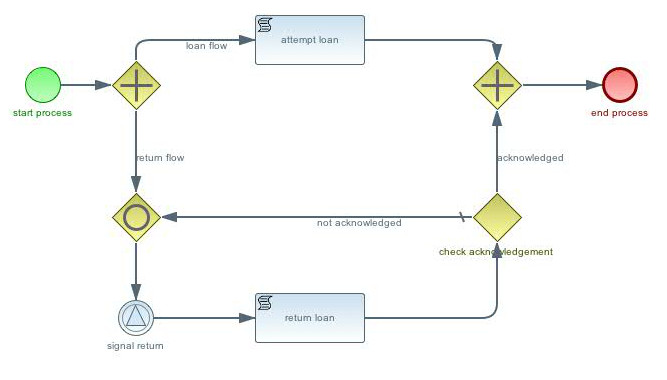 attempt loan
loan flow
start process
end process
return flow
acknowledged
not acknowledged
check acknowledgement
return loan
signal return